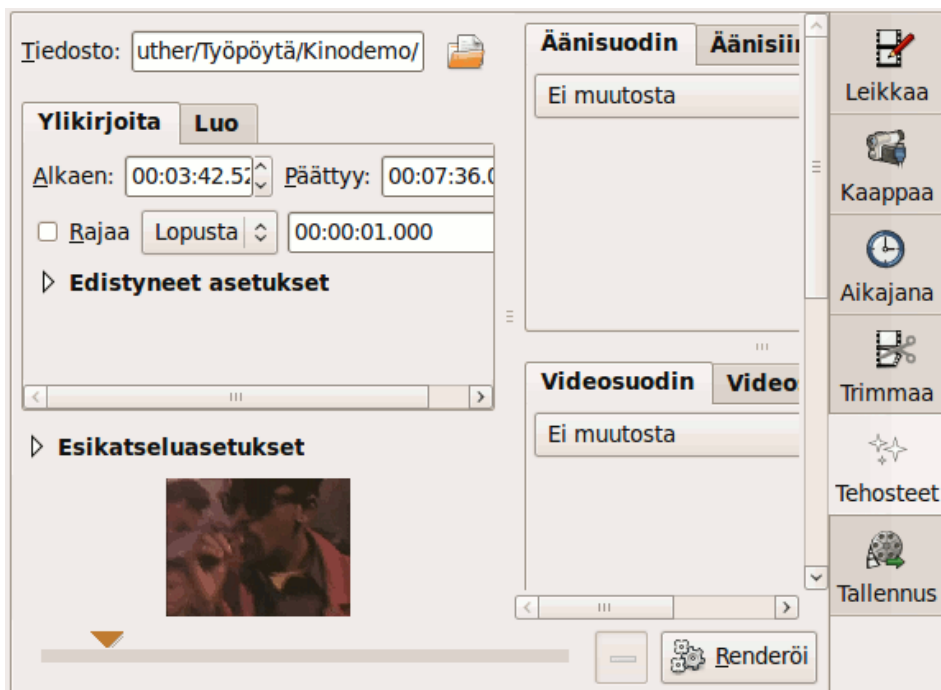 Tiedosto: uther/Työpöytä/Kinodemo/
Ylikirjoita Luo
Alkaen: 00:03:42.52 Päättyy: 00:07:36.0
Rajaa Lopusta 00:00:01.000
Edistyneet asetukset
Esikatseluasetukset
Äänisuodin Äänisiir
Ei muutosta
Videosuodin Videos
Ei muutosta
Renderöi
Leikkaa
Kaappaa
Aikajana
Trimmaa
Tehosteet
Tallennus